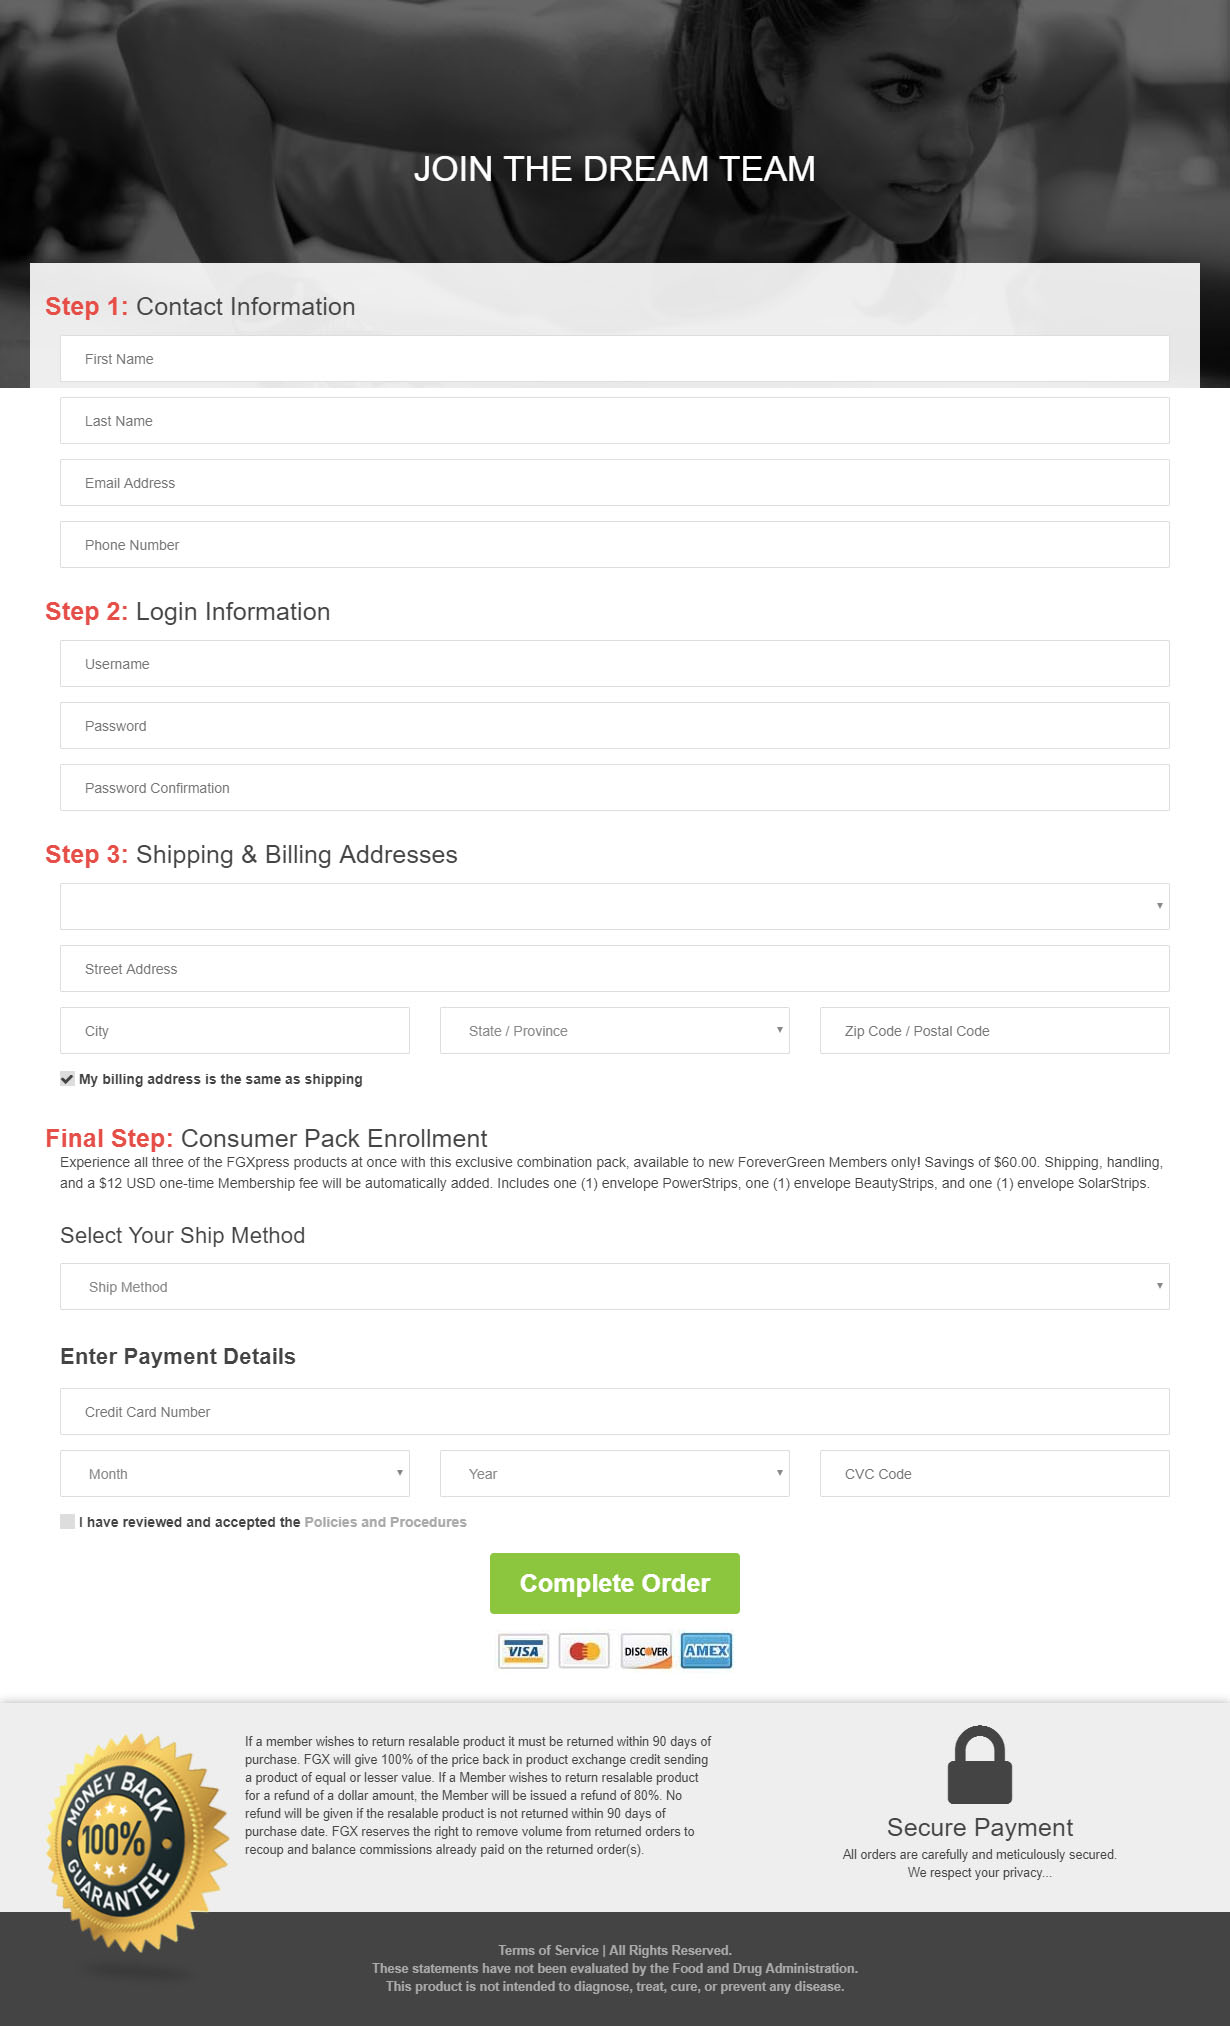 JOIN THE DREAM TEAM
Step 1: Contact Information
First Name
Last Name
Email Address
Phone Number
Step 2: Login Information
Username
Password
Password Confirmation
Step 3: Shipping & Billing Addresses
Street Address
City
State / Province
Zip Code / Postal Code
My billing address is the same as shipping
Final Step: Consumer Pack Enrollment
Experience all three of the FGXpress products at once with this exclusive combination pack, available to new ForeverGreen Members only! Savings of $60.00. Shipping, handling,
and a $12 USD one-time Membership fee will be automatically added. Includes one (1) envelope PowerStrips, one (1) envelope BeautyStrips, and one (1) envelope SolarStrips.
Select Your Ship Method
Ship Method
Enter Payment Details
Credit Card Number
Month
Year
CVC Code
I have reviewed and accepted the Policies and Procedures
Complete Order
VISA
DISCOVER
AMEX
MONEY BACK
100%
GUARANTEE
If a member wishes to return resalable product it must be returned within 90 days of
purchase. FGX will give 100% of the price back in product exchange credit sending
a product of equal or lesser value. If a Member wishes to return resalable product
for a refund of a dollar amount, the Member will be issued a refund of 80%. No
refund will be given if the resalable product is not returned within 90 days of
purchase date. FGX reserves the right to remove volume from returned orders to
recoup and balance commissions already paid on the returned order(s).
Secure Payment
All orders are carefully and meticulously secured.
We respect your privacy...
Terms of Service | All Rights Reserved.
These statements have not been evaluated by the Food and Drug Administration.
This product is not intended to diagnose, treat, cure, or prevent any disease.